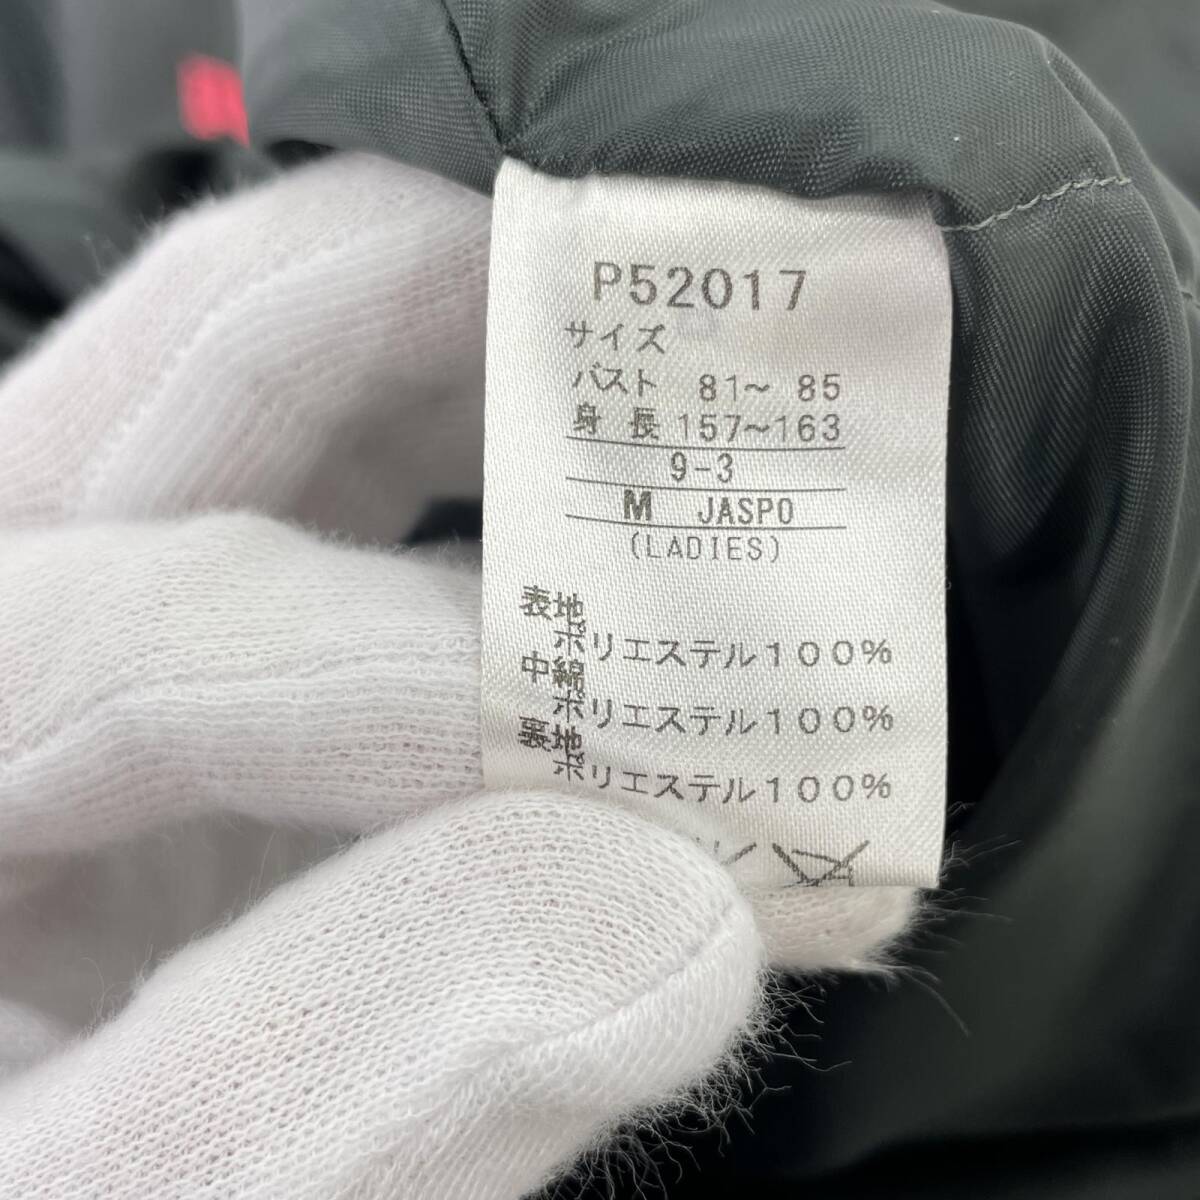 P52017
サイズ
バスト 81~ 85
身 長 157~163
9-3
M JASPO
(LADIES)
表地
ポリエステル100%
中綿
ポリエステル100%
裏地
ポリエステル100%